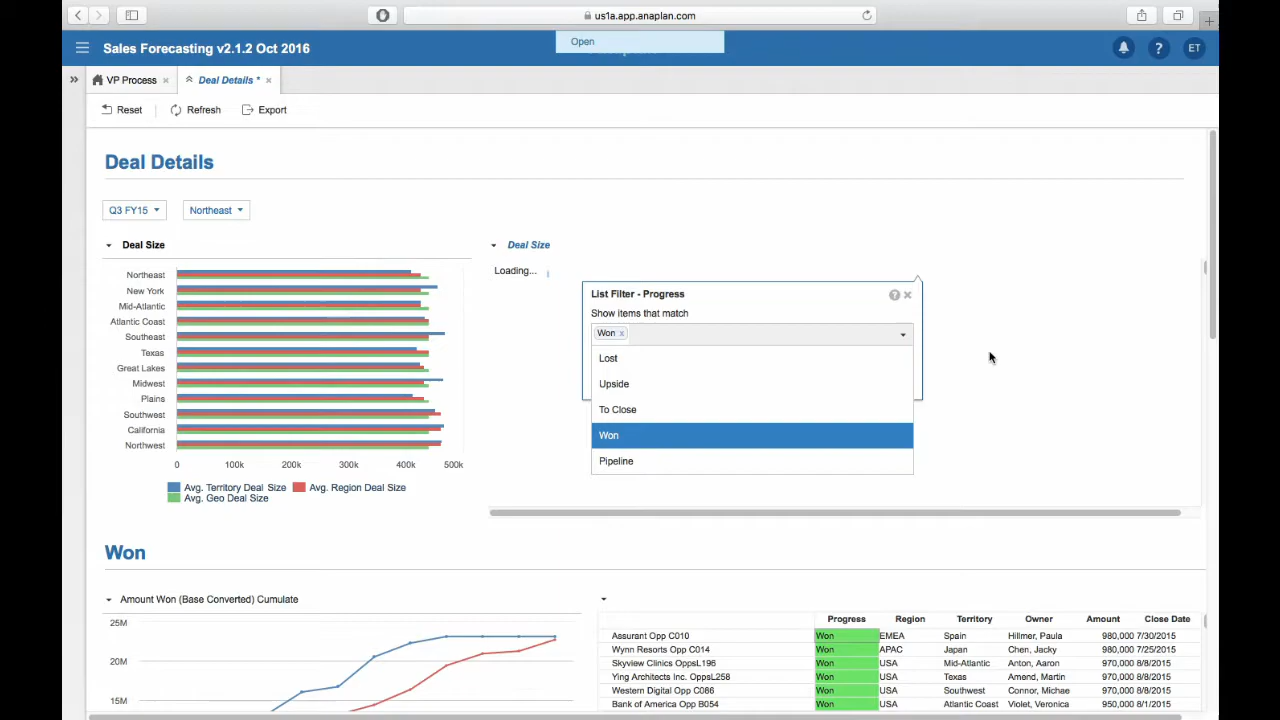 us1a.app.anaplan.com
Sales Forecasting v2.1.2 Oct 2016
Open
? ET
VP Process × Deal Details * ×
Reset Refresh Export
Deal Details
Q3 FY15 Northeast
Deal Size
Northeast
New York
Mid-Atlantic
Atlantic Coast
Southeast
Texas
Great Lakes
Midwest
Plains
Southwest
California
Northwest
0 100k 200k 300k 400k 500k
Avg. Territory Deal Size Avg. Region Deal Size
Avg. Geo Deal Size
Deal Size
Loading...
List Filter - Progress
Show items that match
Won x
Lost
Upside
To Close
Won
Pipeline
Won
Amount Won (Base Converted) Cumulate
25M
20M
15M
Progress Region Territory Owner Amount Close Date
Assurant Opp C010 Won EMEA Spain Hillmer, Paula 980,000 7/30/2015
Wynn Resorts Opp C014 Won APAC Japan Chen, Jacky 980,000 7/25/2015
Skyview Clinics OppsL196 Won USA Mid-Atlantic Anton, Aaron 970,000 8/8/2015
Ying Architects Inc. OppsL258 Won USA Texas Amend, Martin 970,000 8/8/2015
Western Digital Opp C086 Won USA Southwest Connor, Michae 970,000 8/8/2015
Bank of America Opp B054 Won USA Atlantic Coast Violet, Veronica 950,000 8/1/2015